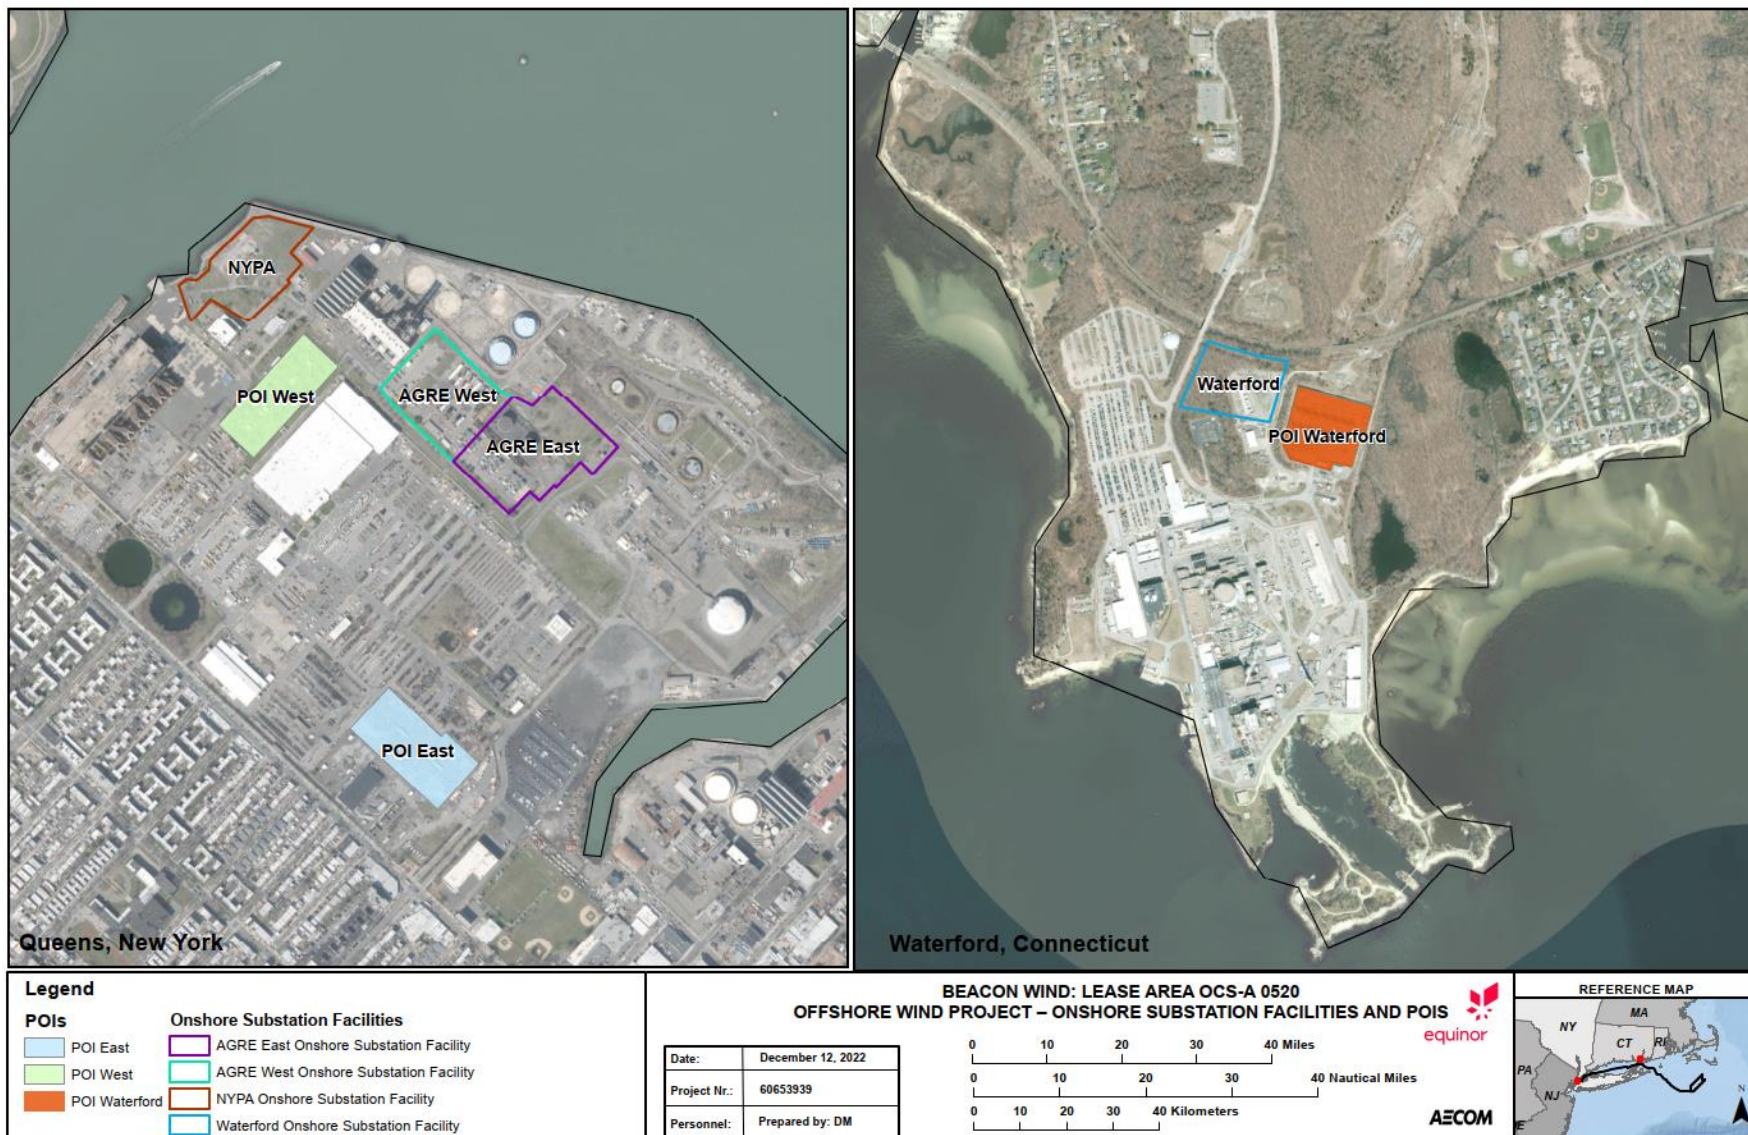 NYPA
POI West
AGRE West
AGRE East
POI East
Queens, New York
Waterford
POI Waterford
Waterford, Connecticut
Legend
POIs
POI East
POI West
POI Waterford
Onshore Substation Facilities
AGRE East Onshore Substation Facility
AGRE West Onshore Substation Facility
NYPA Onshore Substation Facility
Waterford Onshore Substation Facility
BEACON WIND: LEASE AREA OCS-A 0520
OFFSHORE WIND PROJECT – ONSHORE SUBSTATION FACILITIES AND POIS
equinor
Date: December 12, 2022
Project Nr.: 60653939
Personnel: Prepared by: DM
0 10 20 30 40 Miles
0 10 20 30 40 Nautical Miles
0 10 20 30 40 Kilometers
AECOM
REFERENCE MAP
NY
MA
CT
RI
PA
NJ
N